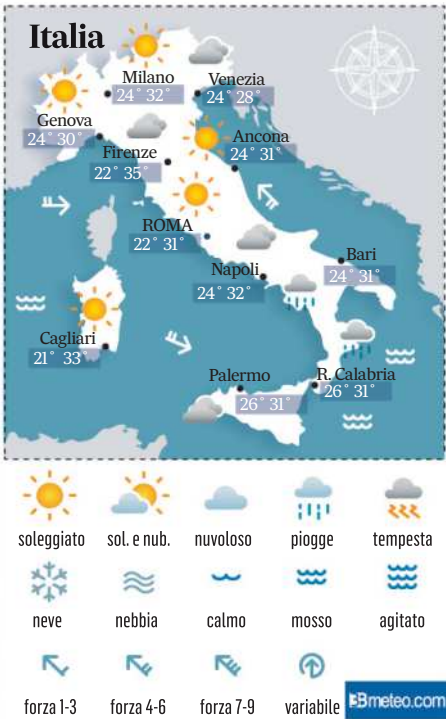 Italia
Milano
24° 32°
Venezia
24° 28°
Genova
24° 30°
Ancona
24° 31°
Firenze
22° 35°
ROMA
22° 31°
Bari
24° 31°
Napoli
24° 32°
Cagliari
21° 33°
Palermo
26° 31°
R. Calabria
26° 31°
soleggiato sol. e nub. nuvoloso piogge tempesta
neve nebbia calmo mosso agitato
forza 1-3 forza 4-6 forza 7-9 variabile
3Bmeteo.com